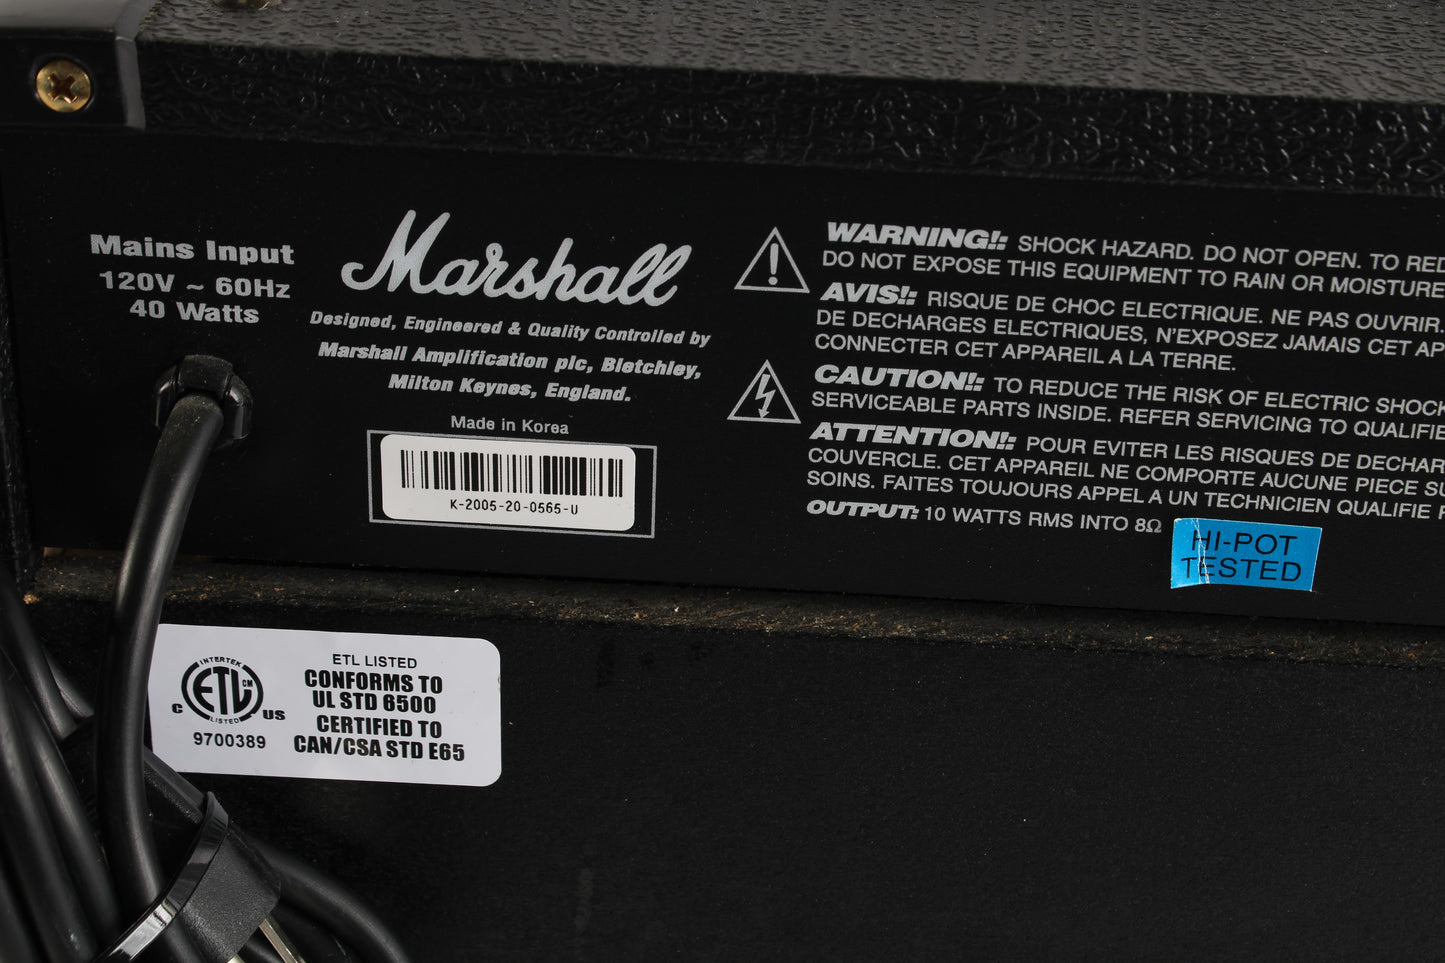 Mains Input
120V ~ 60Hz
40 Watts
Marshall
Designed, Engineered & Quality Controlled by
Marshall Amplification plc, Bletchley,
Milton Keynes, England.
Made in Korea
K-2005-20-0565-U
WARNING!: SHOCK HAZARD. DO NOT OPEN. TO
DO NOT EXPOSE THIS EQUIPMENT TO RAIN OR MOISTURE
AVIS!: RISQUE DE CHOC ELECTRIQUE. NE PAS OUVRIR.
DE DECHARGES ELECTRIQUES, N'EXPOSEZ JAMAIS CET
CONNECTER CET APPAREIL A LA TERRE.
CAUTION!: TO REDUCE THE RISK OF ELECTRIC SHOCK
SERVICEABLE PARTS INSIDE. REFER SERVICING TO
ATTENTION!: POUR EVITER LES RISQUES DE
COUVERCLE. CET APPAREIL NE COMPORTE AUCUNE PIECE
SOINS. FAITES TOUJOURS APPEL A UN TECHNICIEN QUALIFIE
OUTPUT: 10 WATTS RMS INTO 8Ω
HI-POT
TESTED
INTERTEK
ETL CM
LISTED
C US
9700389
ETL LISTED
CONFORMS TO
UL STD 6500
CERTIFIED TO
CAN/CSA STD E65